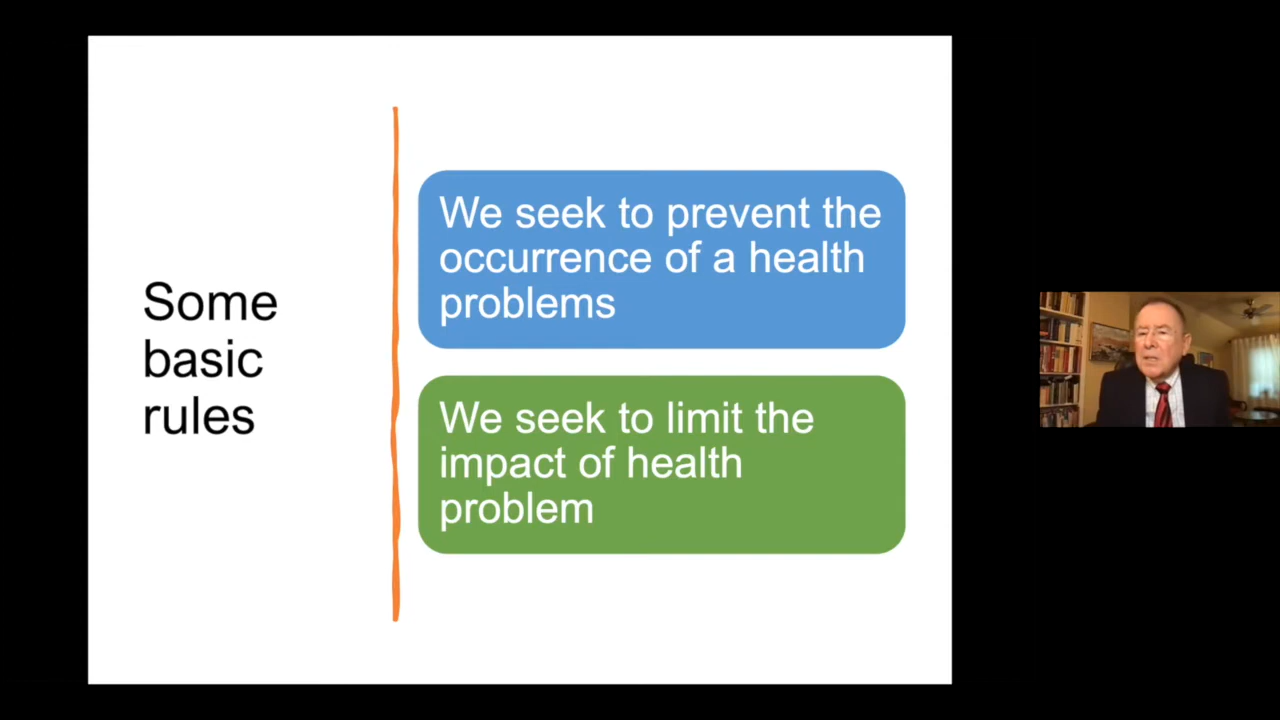 Some
basic
rules
We seek to prevent the
occurrence of a health
problems
We seek to limit the
impact of health
problem